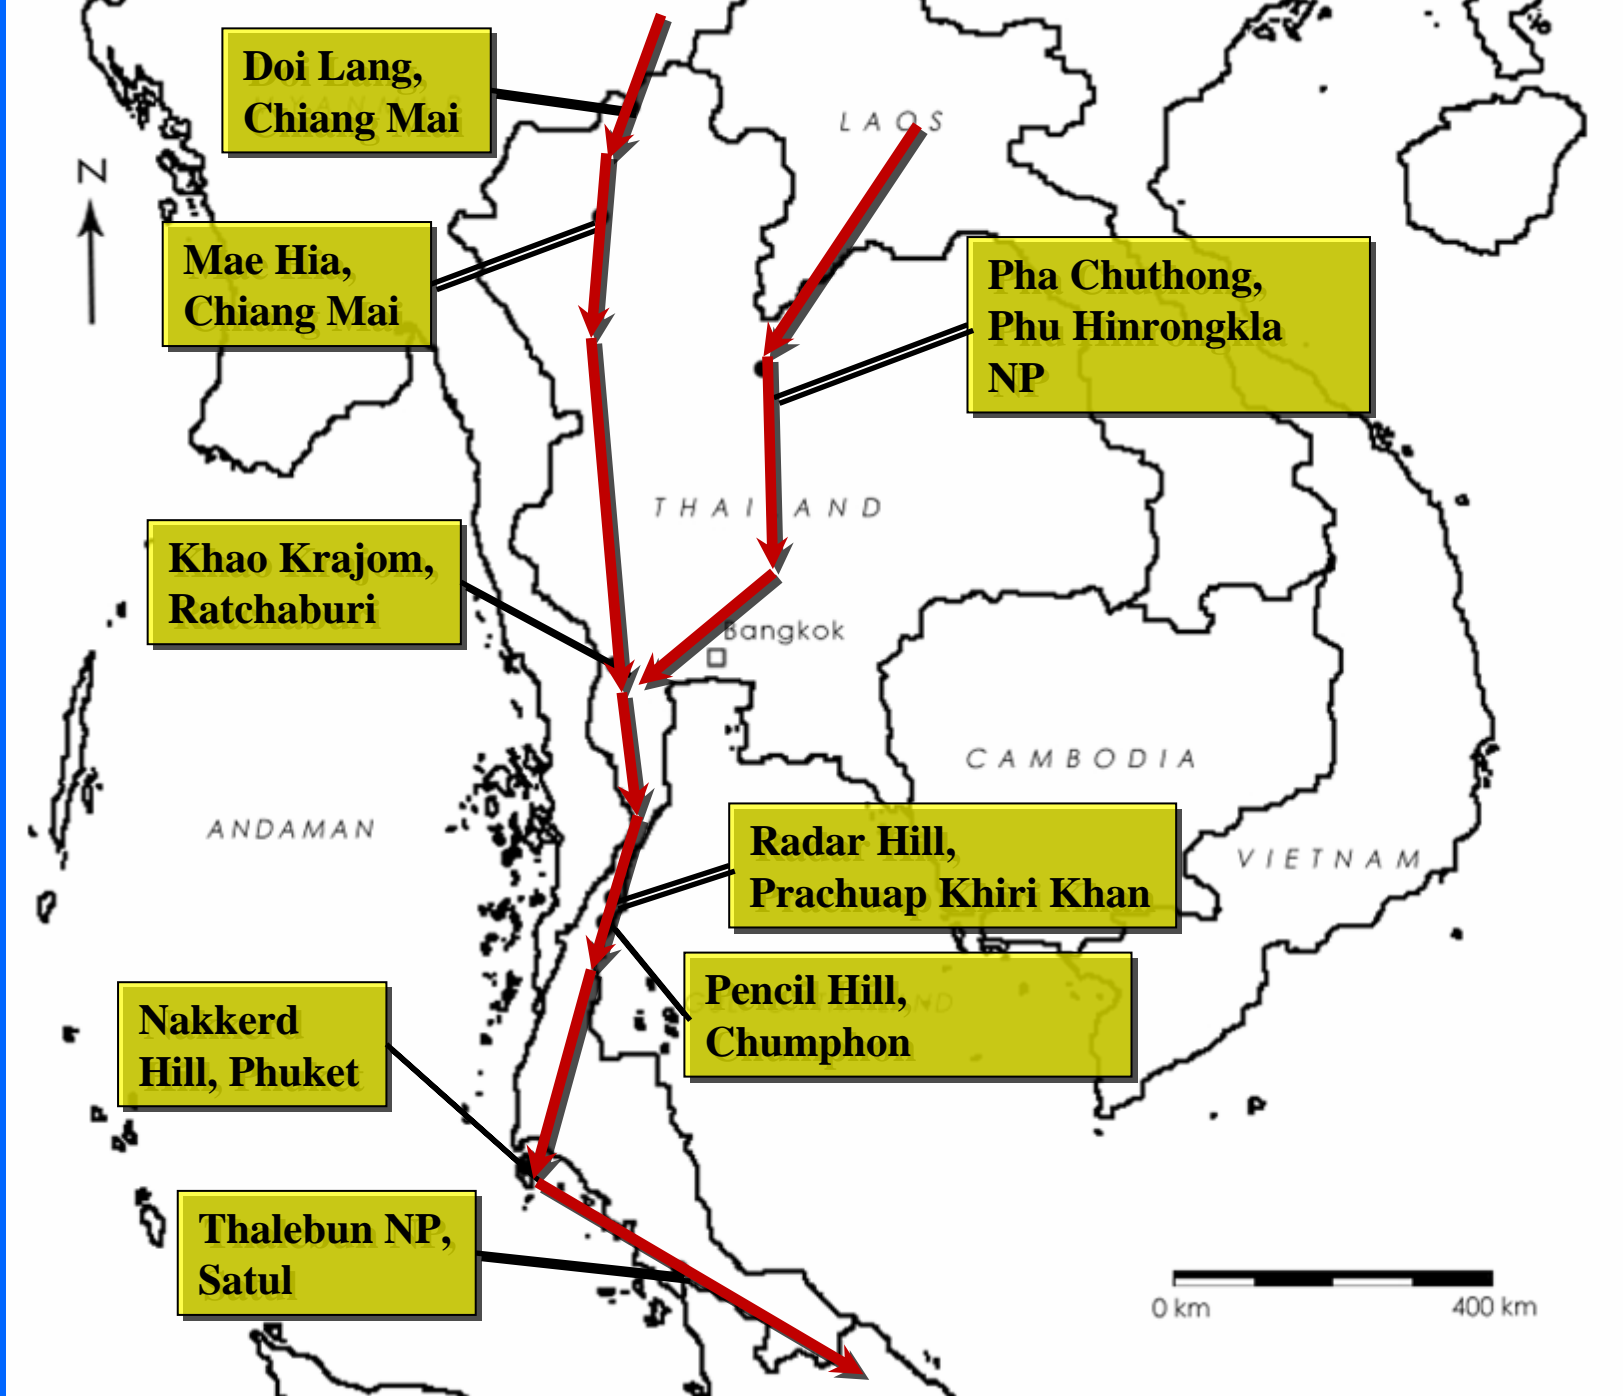 Doi Lang,
Chiang Mai
LAOS
N
Mae Hia,
Chiang Mai
Pha Chuthong,
Phu Hinrongkla
NP
THAILAND
Khao Krajom,
Ratchaburi
Bangkok
CAMBODIA
ANDAMAN
VIETNAM
Radar Hill,
Prachuap Khiri Khan
Pencil Hill,
Chumphon
Nakkerd
Hill, Phuket
Thalebun NP,
Satul
0 km
400 km